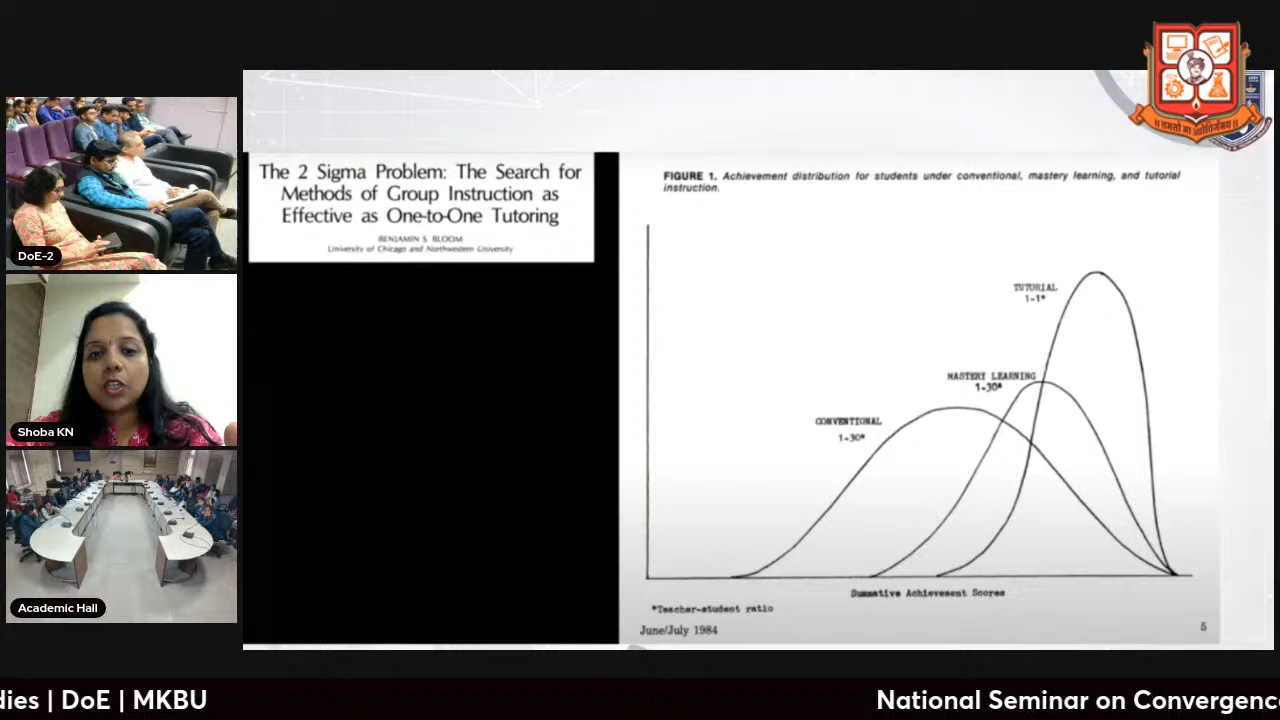 ॥ तमसो मा ज्योतिर्गमय ॥
The 2 Sigma Problem: The Search for
Methods of Group Instruction as
Effective as One-to-One Tutoring
BENJAMIN S. BLOOM
University of Chicago and Northwestern University
FIGURE 1. Achievement distribution for students under conventional, mastery learning, and tutorial
instruction.
TUTORIAL
1-1*
MASTERY LEARNING
1-30*
CONVENTIONAL
1-30*
Summative Achievement Scores
*Teacher-student ratio
June/July 1984
5
DoE-2
Shoba KN
Academic Hall
dies | DoE | MKBU
National Seminar on Convergenc